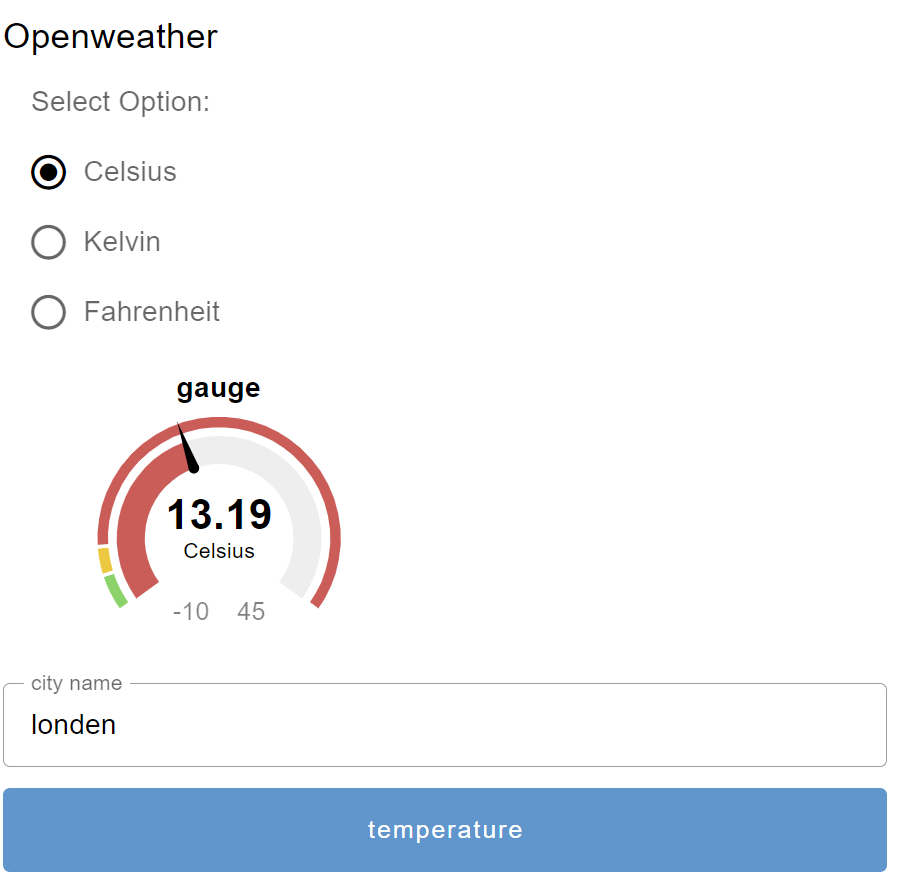 Openweather
Select Option:
Celsius
Kelvin
Fahrenheit
gauge
13.19
Celsius
-10 45
city name
londen
temperature